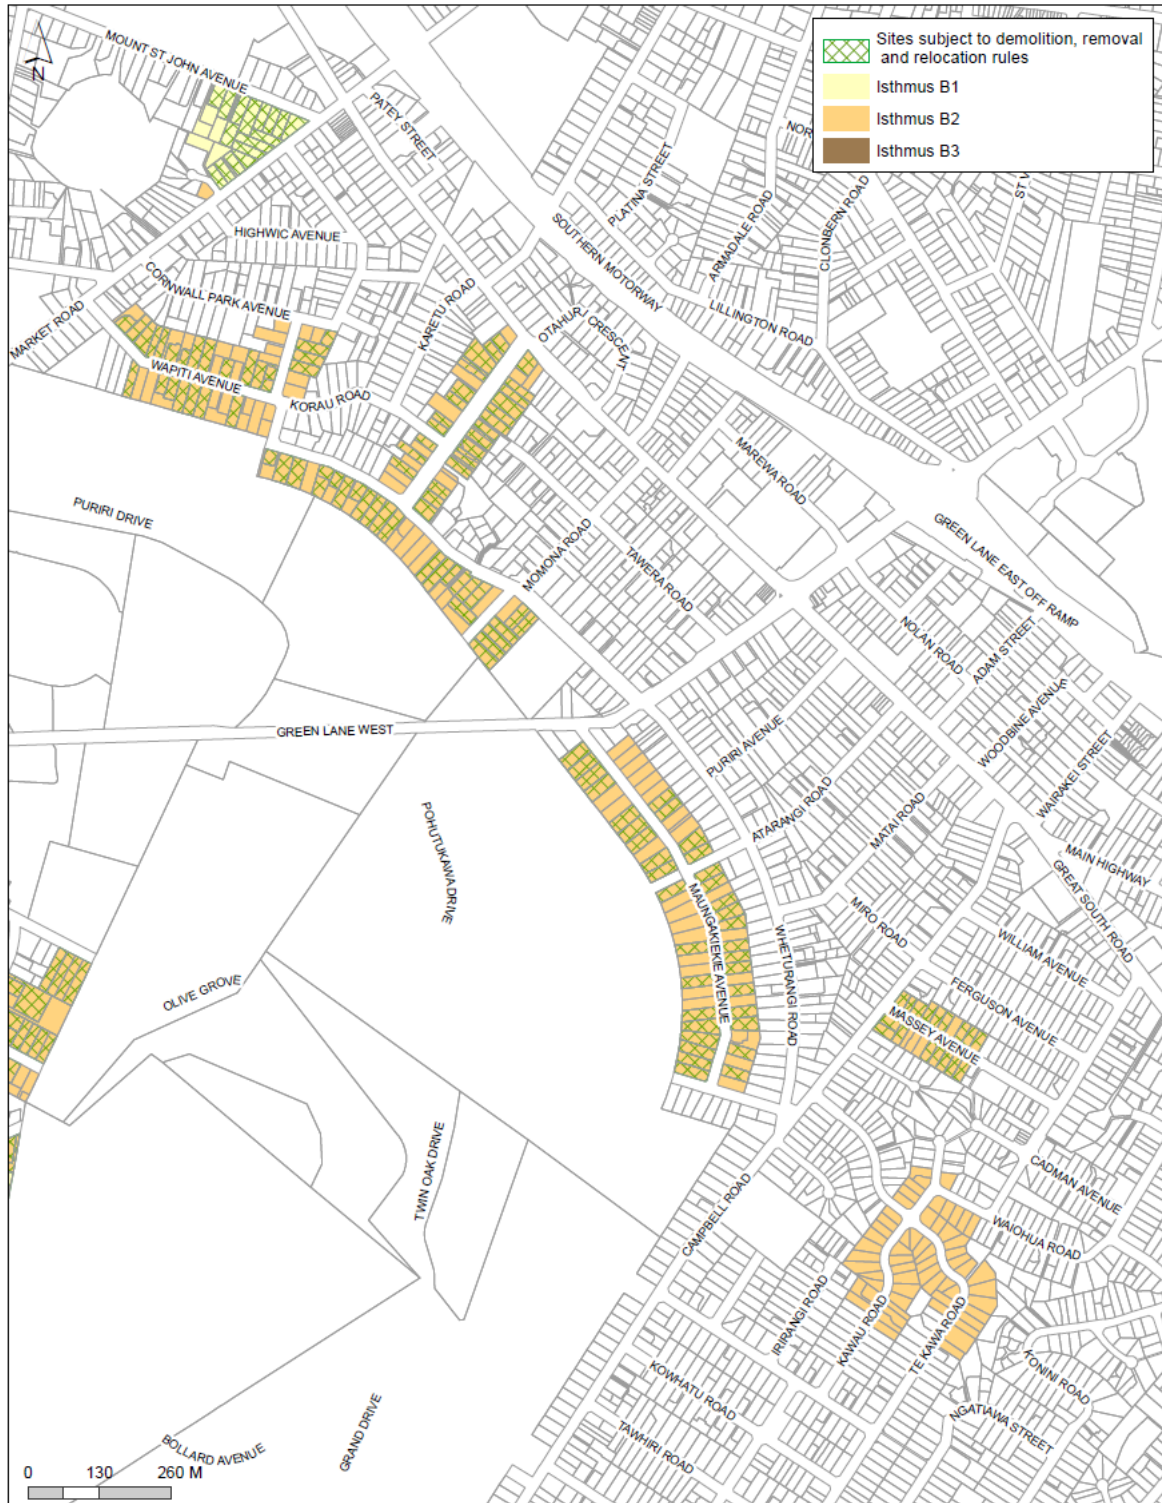 MOUNT ST JOHN AVENUE
N
PATEY STREET
Sites subject to demolition, removal
and relocation rules
Isthmus B1
Isthmus B2
Isthmus B3
NOR
ST V
PLATINA STREET
ARMADALE ROAD
CLONBERN ROAD
SOUTHERN MOTORWAY
LILLINGTON ROAD
HIGHWIC AVENUE
CORNWALL PARK AVENUE
MARKET ROAD
KARETU ROAD
OTAHURI CRESCENT
WAPITI AVENUE
KORAU ROAD
MAREWA ROAD
PURIRI DRIVE
MOMONA ROAD
TAWERA ROAD
GREEN LANE EAST OFF RAMP
NOLAN ROAD
ADAM STREET
WOODBINE AVENUE
WAIRAKEI STREET
GREEN LANE WEST
PURIRI AVENUE
ATARANGI ROAD
MATAI ROAD
MAIN HIGHWAY
GREAT SOUTH ROAD
POHUTUKAWA DRIVE
MAUNGAKIEKIE AVENUE
WHETURANGI ROAD
MIRO ROAD
WILLIAM AVENUE
FERGUSON AVENUE
MASSEY AVENUE
OLIVE GROVE
TWIN OAK DRIVE
CAMPBELL ROAD
CADMAN AVENUE
WAIOHUA ROAD
IRIRANGI ROAD
KAWAU ROAD
TE KAWA ROAD
KONINI ROAD
KOWHATU ROAD
NGATIAWA STREET
TAWHIRI ROAD
GRAND DRIVE
BOLLARD AVENUE
0 130 260 M